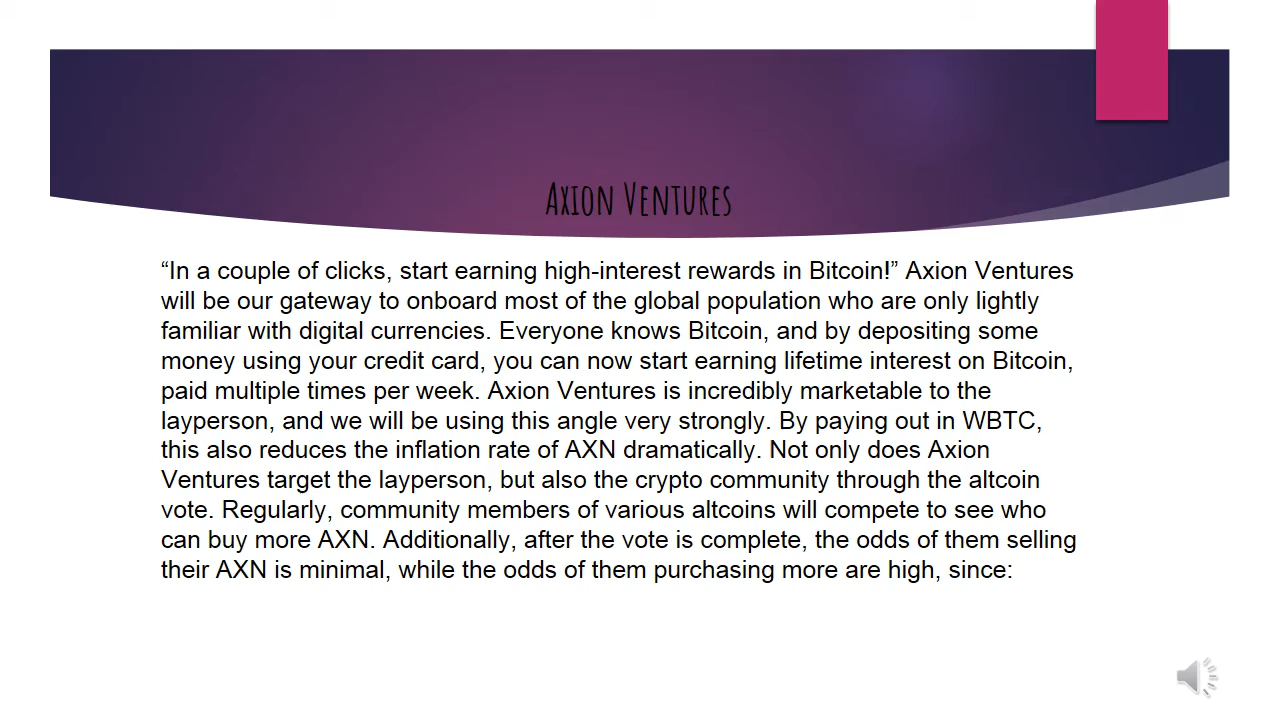 Axion Ventures
“In a couple of clicks, start earning high-interest rewards in Bitcoin!” Axion Ventures
will be our gateway to onboard most of the global population who are only lightly
familiar with digital currencies. Everyone knows Bitcoin, and by depositing some
money using your credit card, you can now start earning lifetime interest on Bitcoin,
paid multiple times per week. Axion Ventures is incredibly marketable to the
layperson, and we will be using this angle very strongly. By paying out in WBTC,
this also reduces the inflation rate of AXN dramatically. Not only does Axion
Ventures target the layperson, but also the crypto community through the altcoin
vote. Regularly, community members of various altcoins will compete to see who
can buy more AXN. Additionally, after the vote is complete, the odds of them selling
their AXN is minimal, while the odds of them purchasing more are high, since: